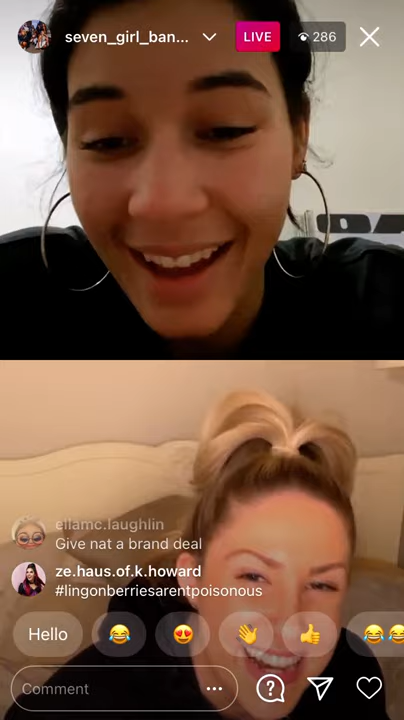 seven_girl_ban...
LIVE
286
ellamc.laughlin
Give nat a brand deal
ze.haus.of.k.howard
#lingonberriesarentpoisonous
Hello
Comment